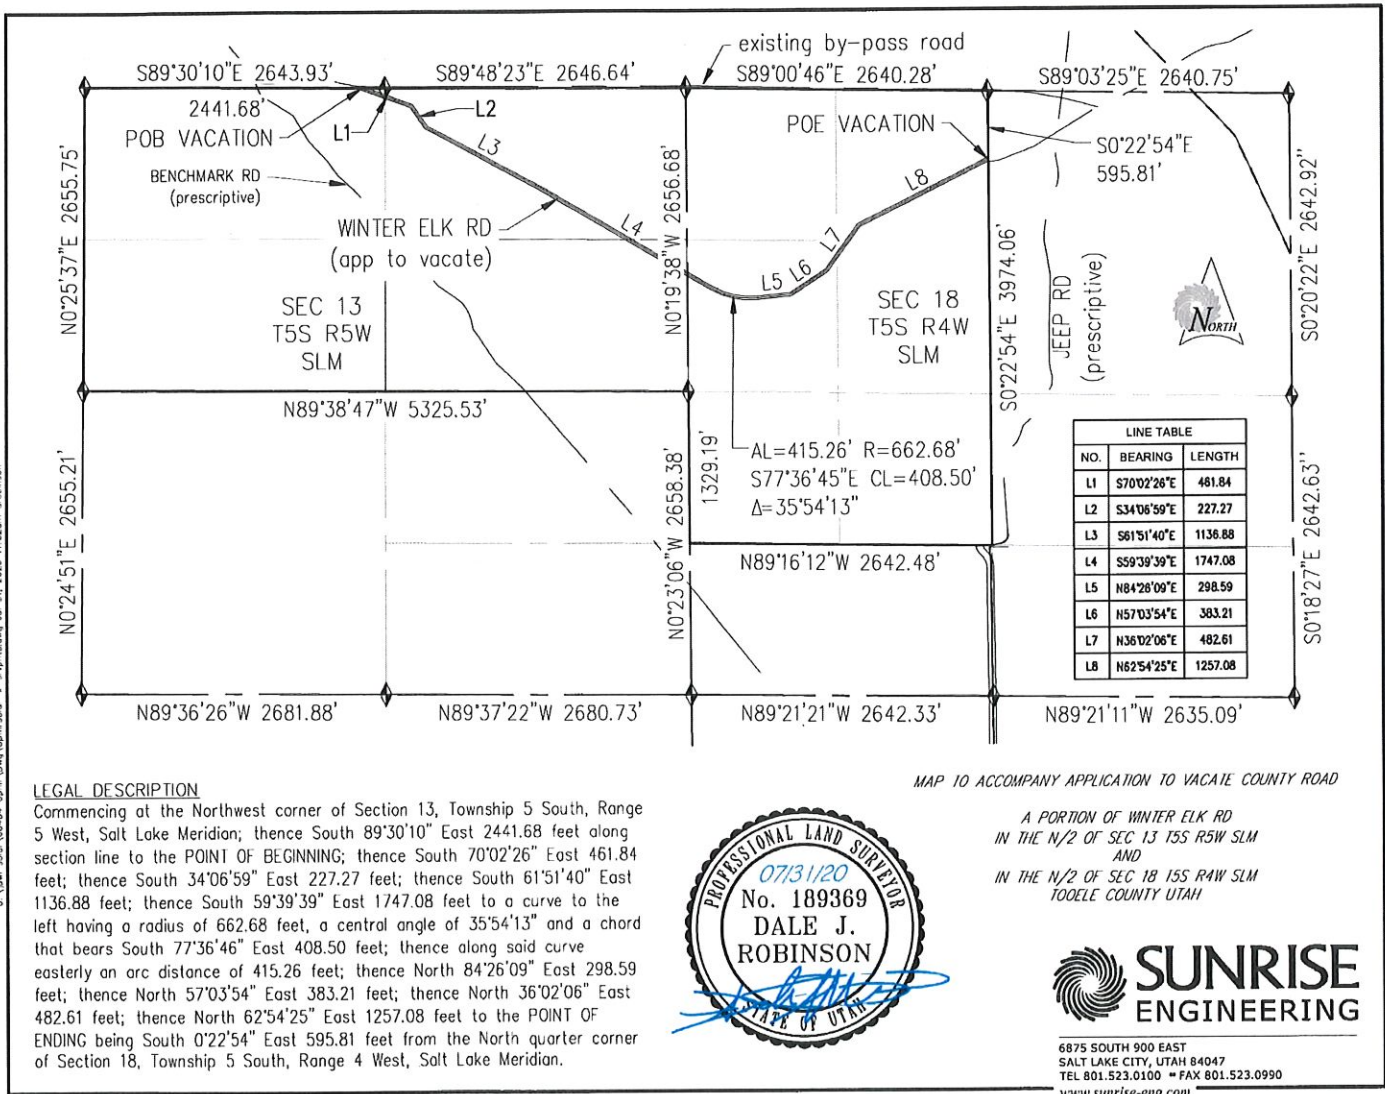 existing by-pass road
S89°30'10"E 2643.93'
S89°48'23"E 2646.64'
S89°00'46"E 2640.28'
S89°03'25"E 2640.75'
2441.68'
POB VACATION
L1
L2
L3
POE VACATION
S0°22'54"E
595.81'
BENCHMARK RD
(prescriptive)
WINTER ELK RD
(app to vacate)
L4
L5
L6
L7
L8
N0°25'37"E 2655.75'
N0°19'38"W 2656.68'
S0°22'54"E 3974.06'
JEEP RD
(prescriptive)
S0°20'22"E 2642.92"
NORTH
SEC 13
T5S R5W
SLM
SEC 18
T5S R4W
SLM
N89°38'47"W 5325.53'
AL=415.26' R=662.68'
S77°36'45"E CL=408.50'
Δ=35°54'13"
1329.19'
N0°24'51"E 2655.21'
N0°23'06"W 2658.38'
N89°16'12"W 2642.48'
S0°18'27"E 2642.63"
LINE TABLE
NO. BEARING LENGTH
L1 S70°02'26"E 461.84
L2 S34°06'59"E 227.27
L3 S61°51'40"E 1136.88
L4 S59°39'39"E 1747.08
L5 N84°26'09"E 298.59
L6 N57°03'54"E 383.21
L7 N36°02'06"E 482.61
L8 N62°54'25"E 1257.08
N89°36'26"W 2681.88'
N89°37'22"W 2680.73'
N89°21'21"W 2642.33'
N89°21'11"W 2635.09'
LEGAL DESCRIPTION
Commencing at the Northwest corner of Section 13, Township 5 South, Range
5 West, Salt Lake Meridian; thence South 89°30'10" East 2441.68 feet along
section line to the POINT OF BEGINNING; thence South 70°02'26" East 461.84
feet; thence South 34°06'59" East 227.27 feet; thence South 61°51'40" East
1136.88 feet; thence South 59°39'39" East 1747.08 feet to a curve to the
left having a radius of 662.68 feet, a central angle of 35°54'13" and a chord
that bears South 77°36'46" East 408.50 feet; thence along said curve
easterly an arc distance of 415.26 feet; thence North 84°26'09" East 298.59
feet; thence North 57°03'54" East 383.21 feet; thence North 36°02'06" East
482.61 feet; thence North 62°54'25" East 1257.08 feet to the POINT OF
ENDING being South 0°22'54" East 595.81 feet from the North quarter corner
of Section 18, Township 5 South, Range 4 West, Salt Lake Meridian.
PROFESSIONAL LAND SURVEYOR
07/31/20
No. 189369
DALE J.
ROBINSON
STATE OF UTAH
MAP TO ACCOMPANY APPLICATION TO VACATE COUNTY ROAD
A PORTION OF WINTER ELK RD
IN THE N/2 OF SEC 13 T5S R5W SLM
AND
IN THE N/2 OF SEC 18 T5S R4W SLM
TOOELE COUNTY UTAH
SUNRISE
ENGINEERING
6875 SOUTH 900 EAST
SALT LAKE CITY, UTAH 84047
TEL 801.523.0100 • FAX 801.523.0990
www.sunrise-eng.com